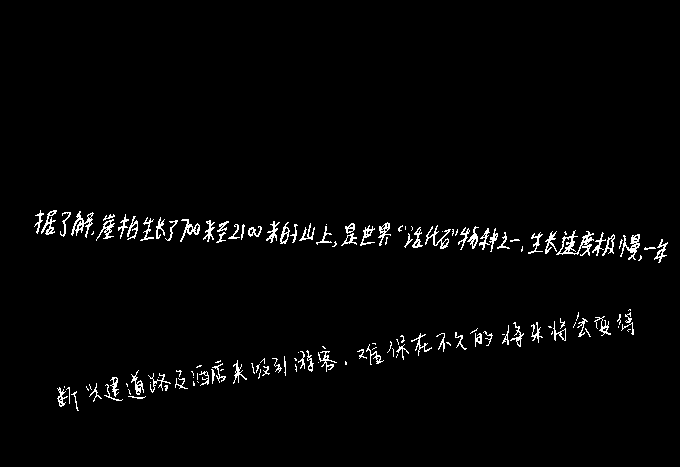 据了解,崖柏生长于700米至2100米的山上,是世界“活化石”物种之一,生长速度极慢,一年
断兴建道路及酒店来吸引游客,难保在不久的将来将会变得